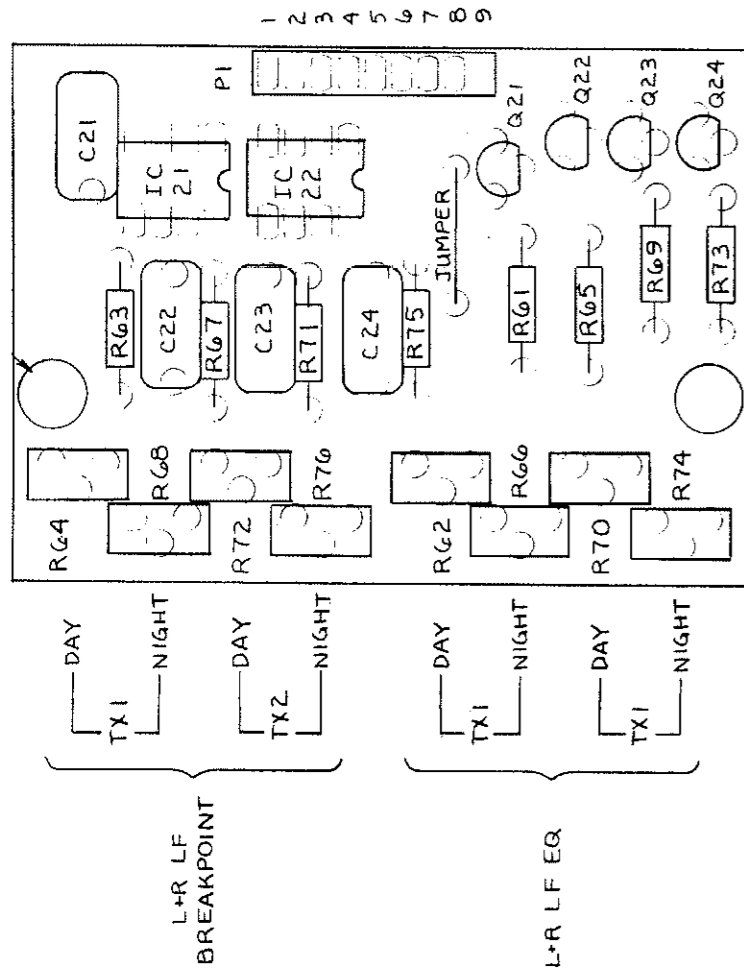 1 2 3 4 5 6 7 8 9
P1
C21
IC
21
IC
22
Q21
Q22
Q23
Q24
JUMPER
R63
C22
R67
C23
R71
C24
R75
R61
R65
R69
R73
R64
R68
R72
R76
R62
R66
R70
R74
DAY
TX1
NIGHT
DAY
TX2
NIGHT
DAY
TX1
NIGHT
DAY
TX1
NIGHT
L+R LF
BREAKPOINT
L+R LF EQ